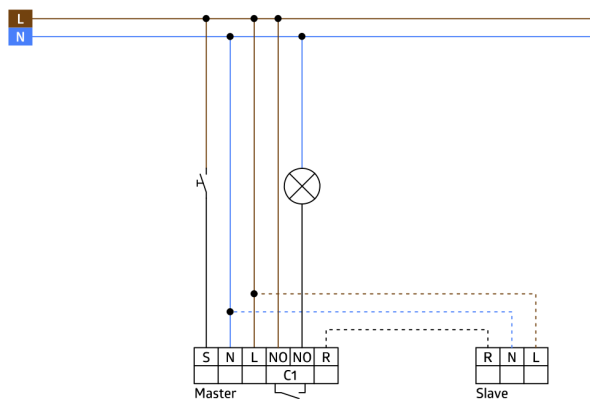 L
N
S N L NO NO R
C1
Master
R N L
Slave